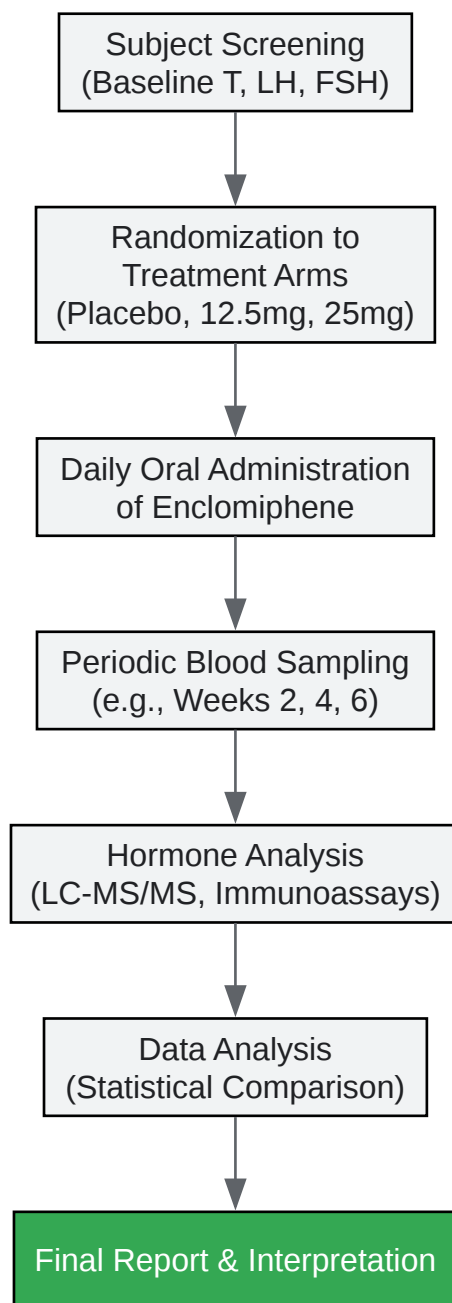 Subject Screening
(Baseline T, LH, FSH)
Randomization to
Treatment Arms
(Placebo, 12.5mg, 25mg)
Daily Oral Administration
of Enclomiphene
Periodic Blood Sampling
(e.g., Weeks 2, 4, 6)
Hormone Analysis
(LC-MS/MS, Immunoassays)
Data Analysis
(Statistical Comparison)
Final Report & Interpretation